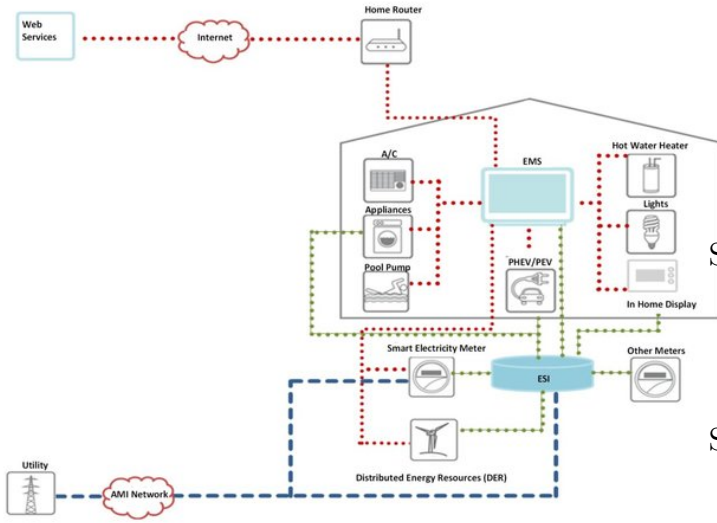 Home Router
Web
Services
Internet
A/C
EMS
Hot Water Heater
Appliances
Lights
S
Pool Pump
PHEV/PEV
In Home Display
Smart Electricity Meter
Other Meters
ESI
S
Utility
Distributed Energy Resources (DER)
AMI Network